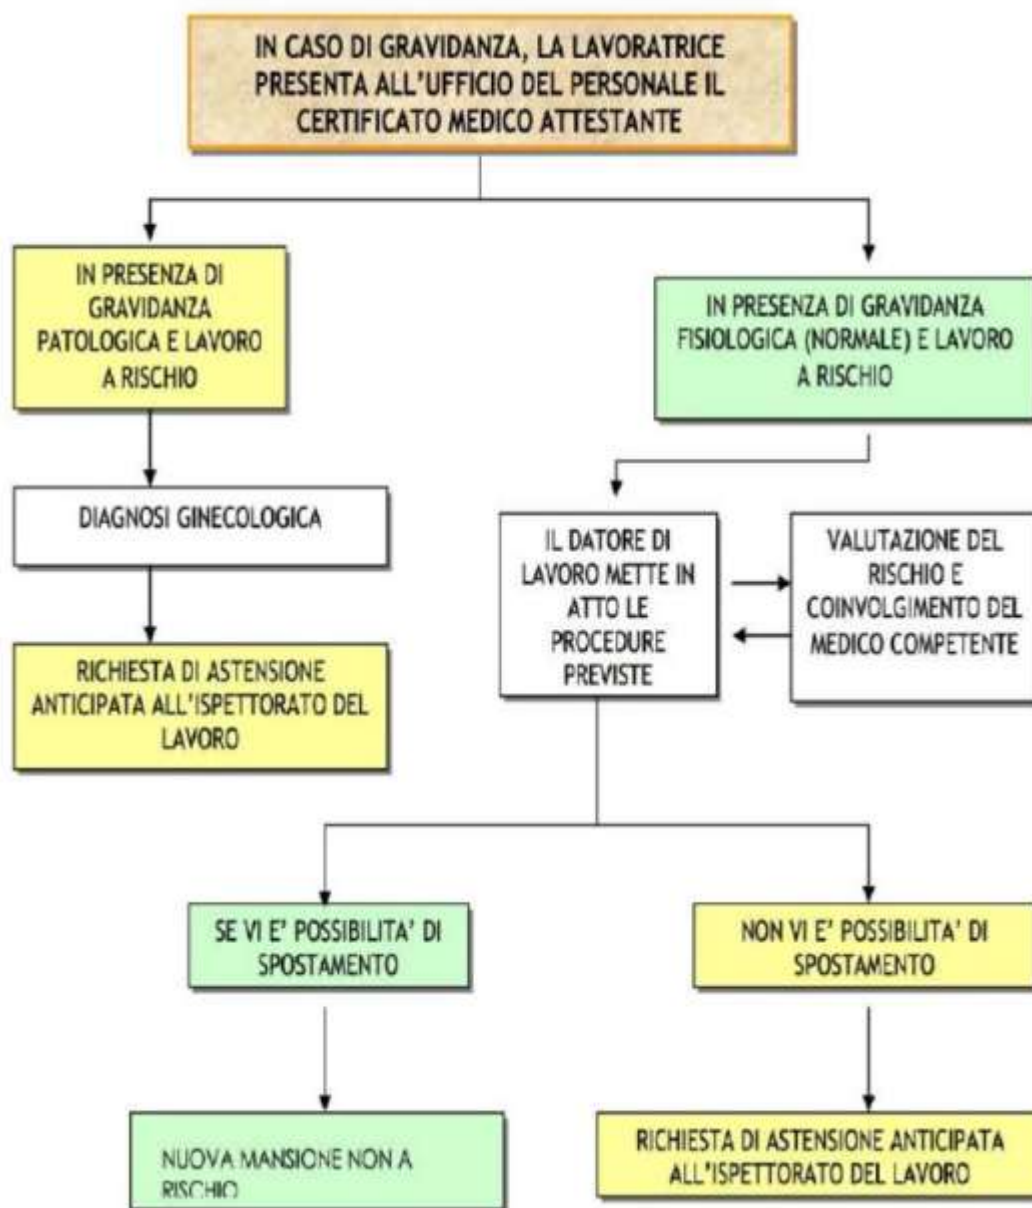 IN CASO DI GRAVIDANZA, LA LAVORATRICE
PRESENTA ALL'UFFICIO DEL PERSONALE IL
CERTIFICATO MEDICO ATTESTANTE
IN PRESENZA DI
GRAVIDANZA
PATOLOGICA E LAVORO
A RISCHIO
IN PRESENZA DI GRAVIDANZA
FISIOLOGICA (NORMALE) E LAVORO
A RISCHIO
DIAGNOSI GINECOLOGICA
IL DATORE DI
LAVORO METTE IN
ATTO LE
PROCEDURE
PREVISTE
VALUTAZIONE DEL
RISCHIO E
COINVOLGIMENTO DEL
MEDICO COMPETENTE
RICHIESTA DI ASTENSIONE
ANTICIPATA ALL'ISPETTORATO DEL
LAVORO
SE VI E' POSSIBILITA' DI
SPOSTAMENTO
NON VI E' POSSIBILITA' DI
SPOSTAMENTO
NUOVA MANSIONE NON A
RISCHIO
RICHIESTA DI ASTENSIONE ANTICIPATA
ALL'ISPETTORATO DEL LAVORO